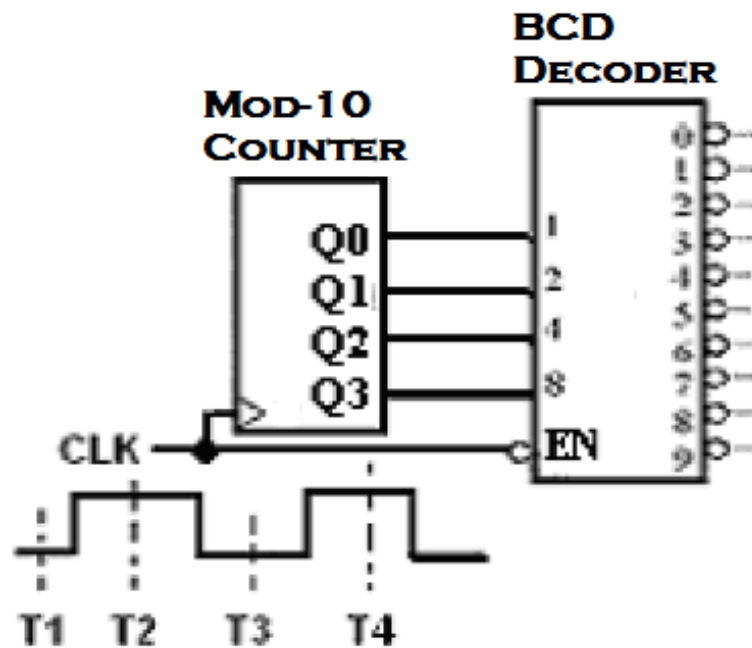 BCD
DECODER
MOD-10
COUNTER
Q0
Q1
Q2
Q3
1
2
4
8
EN
0
1
2
3
4
5
6
7
8
9
CLK
T1 T2 T3 T4